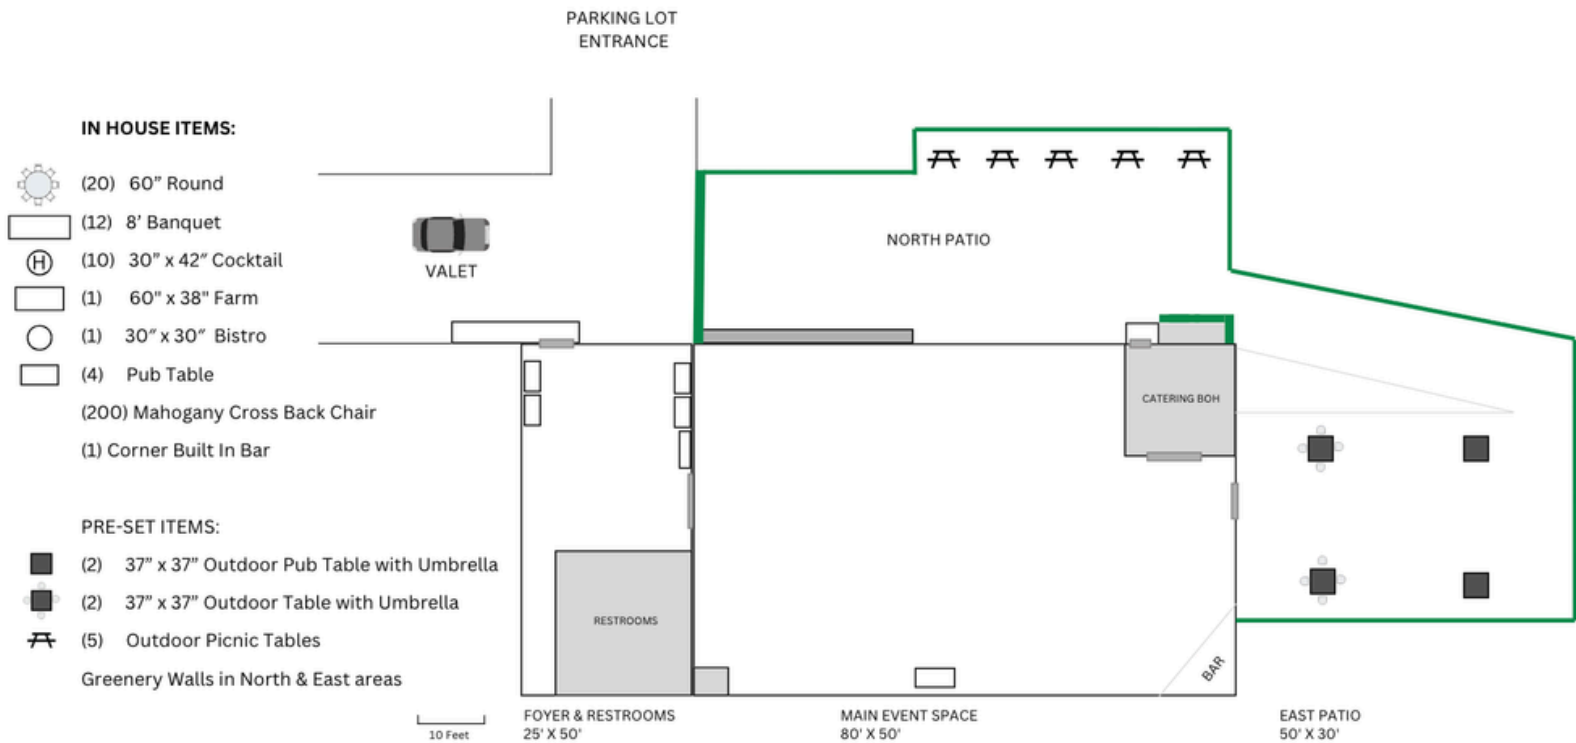 PARKING LOT
ENTRANCE
IN HOUSE ITEMS:
(20) 60” Round
(12) 8' Banquet
H (10) 30” x 42” Cocktail
(1) 60" x 38" Farm
(1) 30” x 30” Bistro
(4) Pub Table
(200) Mahogany Cross Back Chair
(1) Corner Built In Bar
PRE-SET ITEMS:
(2) 37” x 37” Outdoor Pub Table with Umbrella
(2) 37” x 37” Outdoor Table with Umbrella
(5) Outdoor Picnic Tables
Greenery Walls in North & East areas
VALET
NORTH PATIO
CATERING BOH
RESTROOMS
BAR
10 Feet
FOYER & RESTROOMS
25' X 50'
MAIN EVENT SPACE
80' X 50'
EAST PATIO
50' X 30'